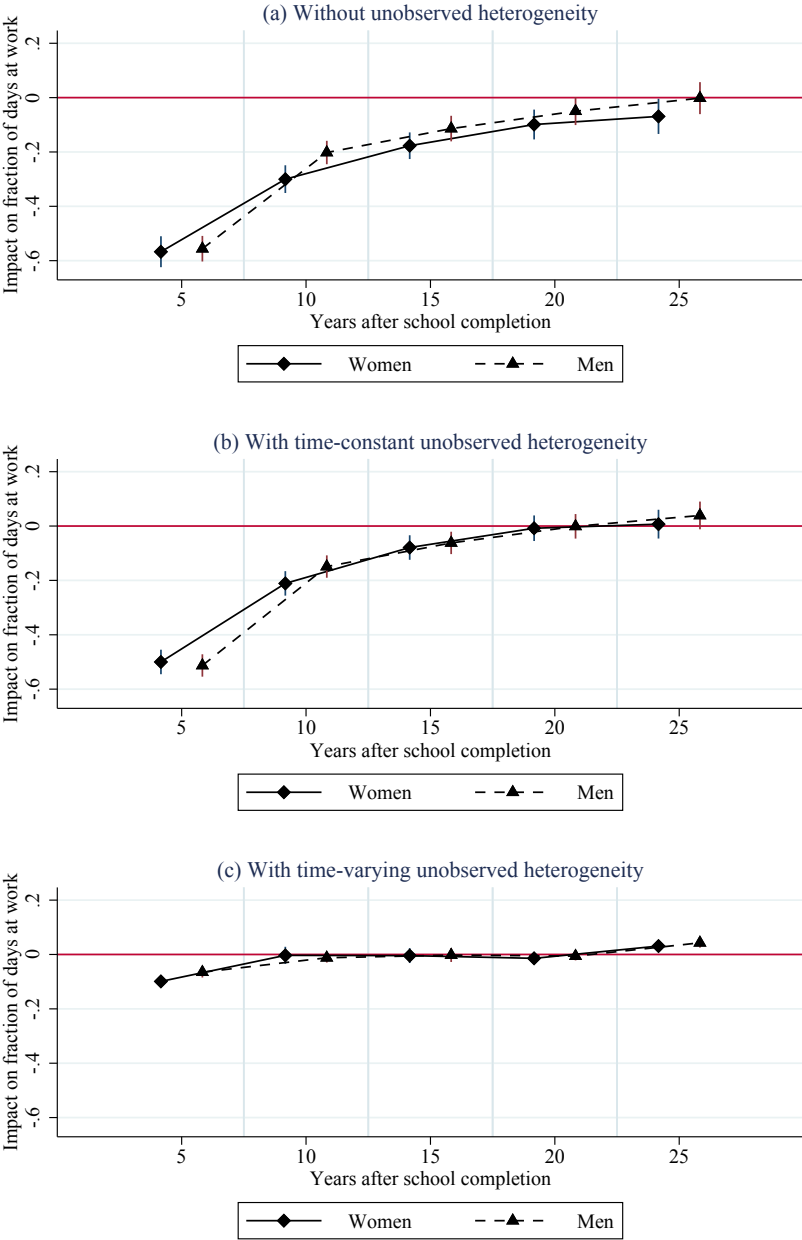 (a) Without unobserved heterogeneity
Impact on fraction of days at work
.2
0
-.2
-.4
-.6
5 10 15 20 25
Years after school completion
Women Men
(b) With time-constant unobserved heterogeneity
Impact on fraction of days at work
.2
0
-.2
-.4
-.6
5 10 15 20 25
Years after school completion
Women Men
(c) With time-varying unobserved heterogeneity
Impact on fraction of days at work
.2
0
-.2
-.4
-.6
5 10 15 20 25
Years after school completion
Women Men